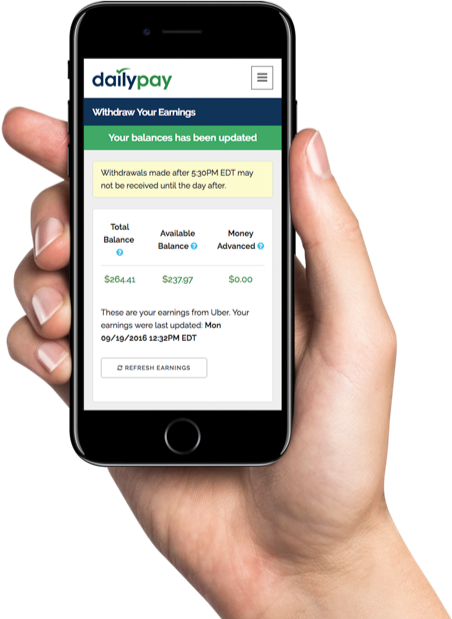 dailypay
Withdraw Your Earnings
Your balances has been updated
Withdrawals made after 5:30PM EDT may
not be received until the day after.
Total
Balance
Available
Balance
Money
Advanced
$264.41
$237.97
$0.00
These are your earnings from Uber. Your
earnings were last updated: Mon
09/19/2016 12:32PM EDT
REFRESH EARNINGS